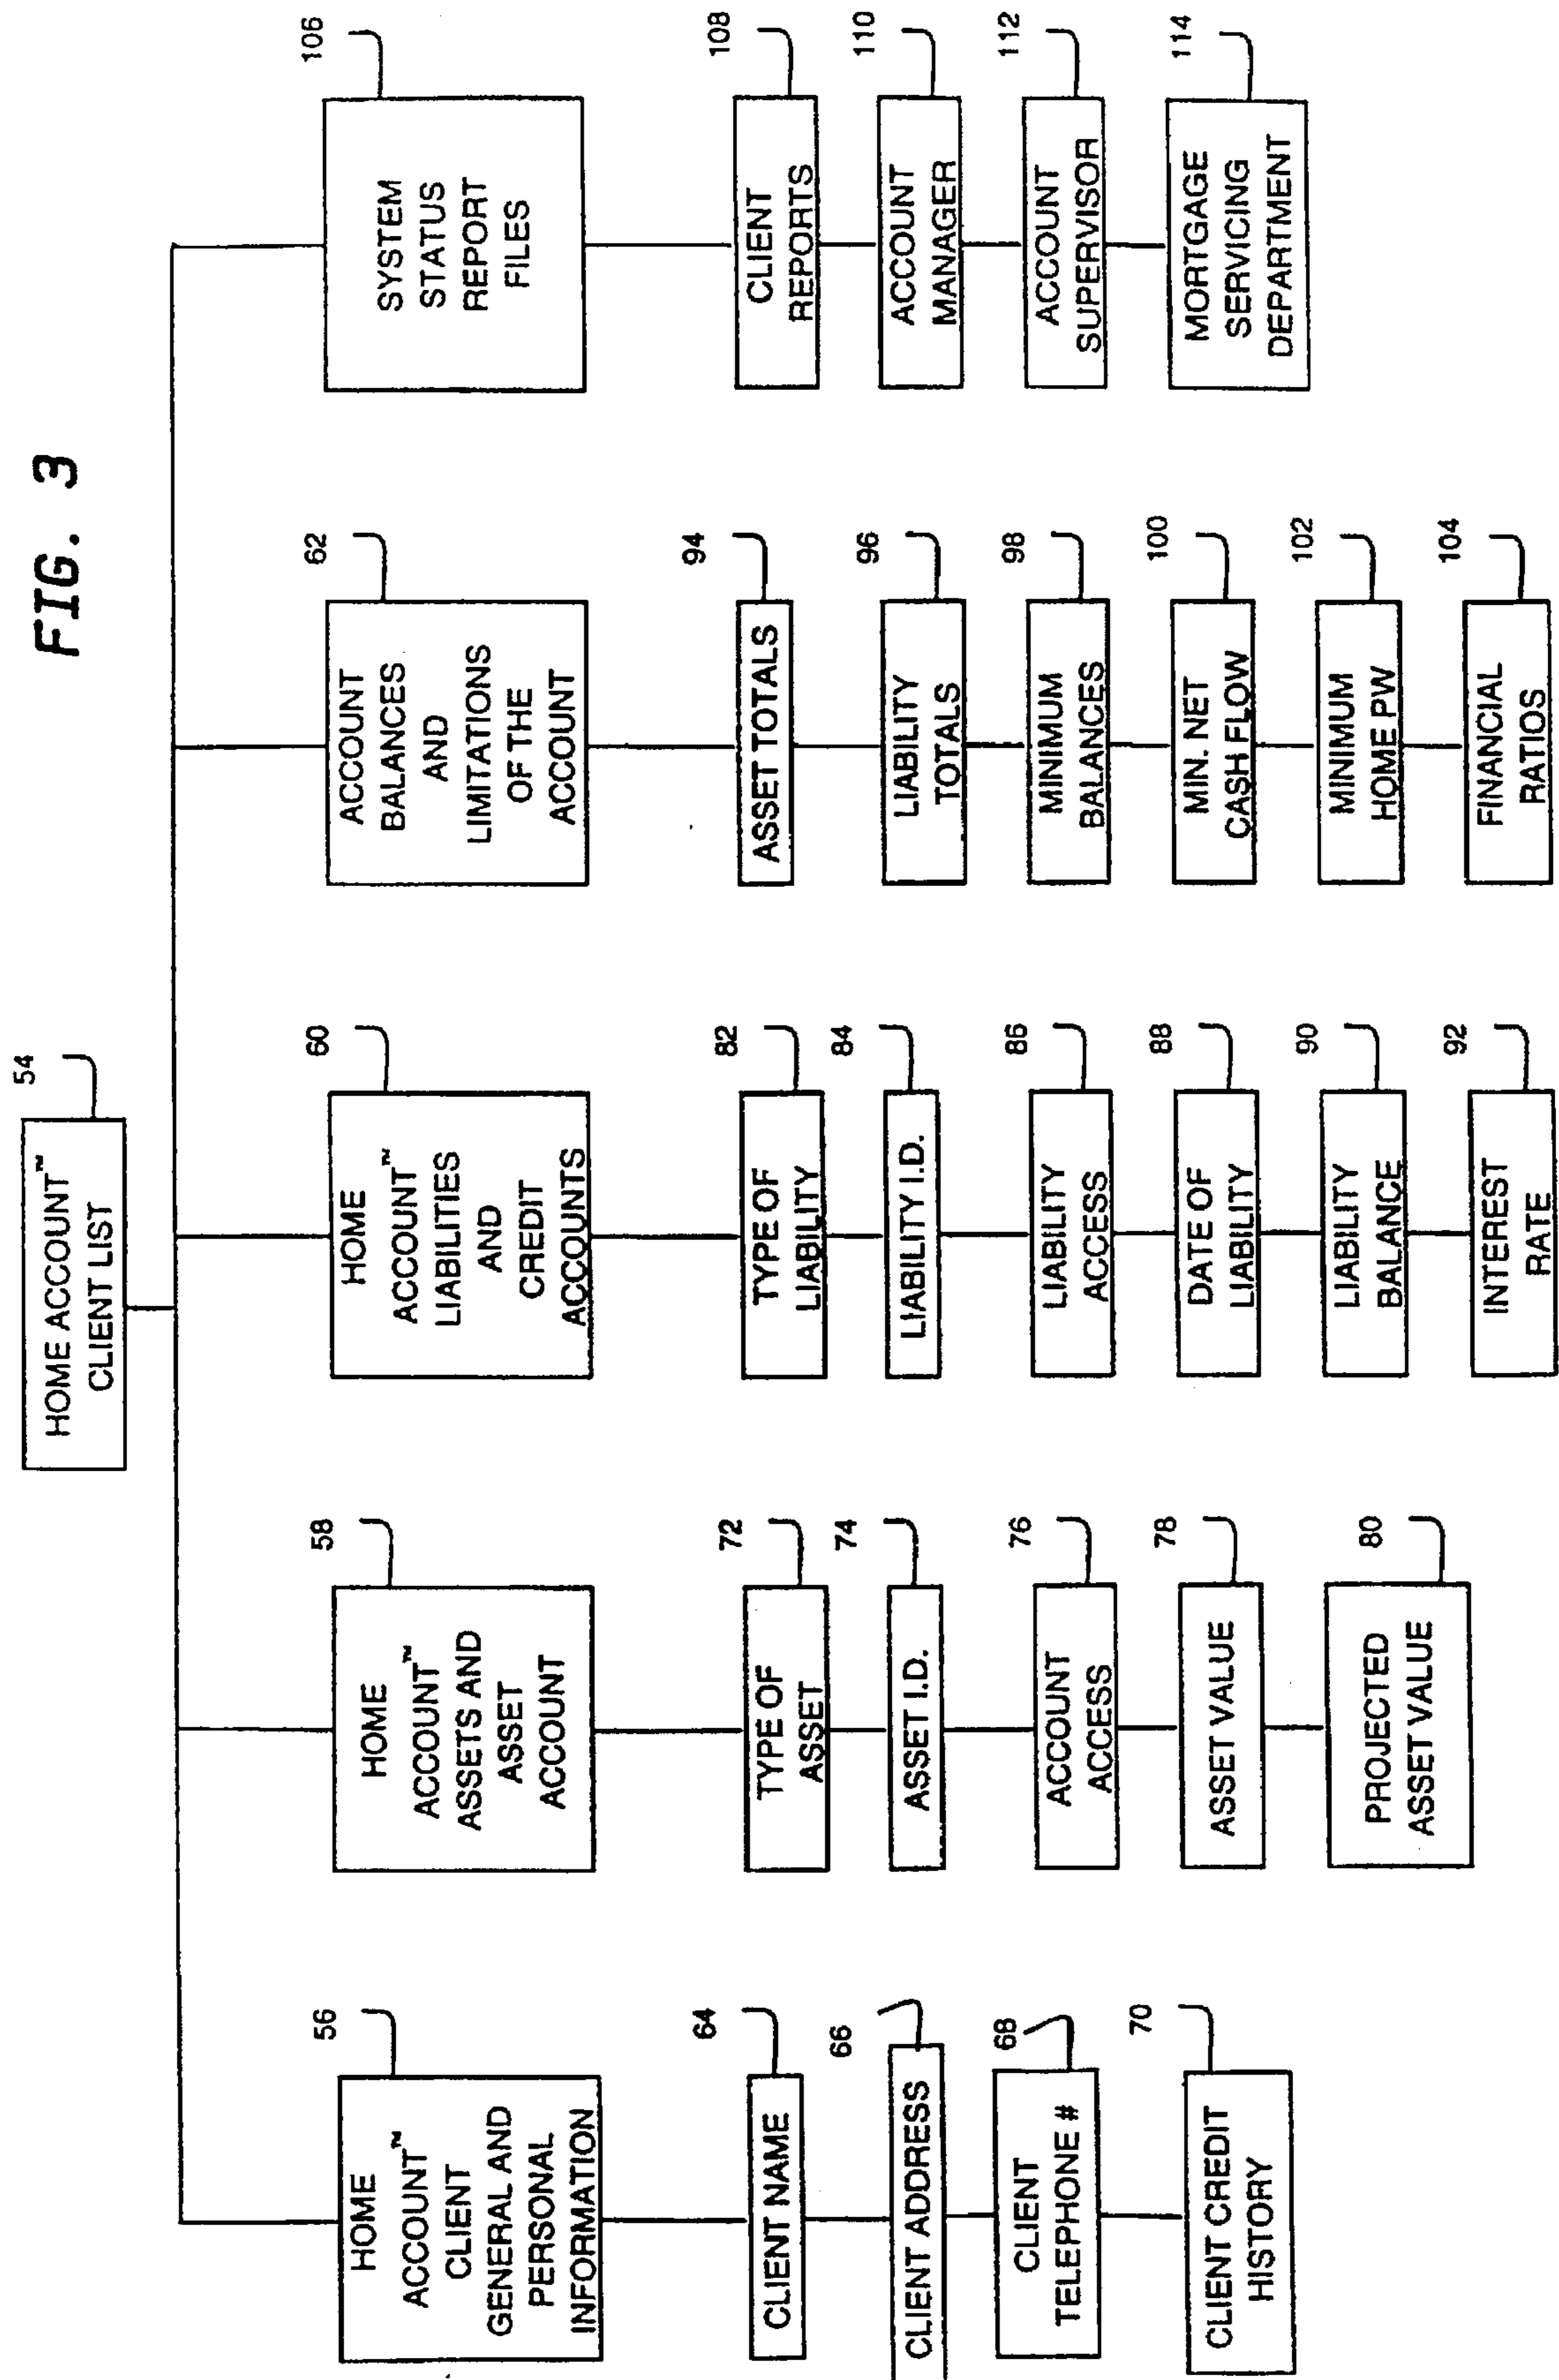 FIG. 3
54
HOME ACCOUNT™
CLIENT LIST
56
HOME
ACCOUNT™
CLIENT
GENERAL AND
PERSONAL
INFORMATION
64
CLIENT NAME
66
CLIENT ADDRESS
68
CLIENT
TELEPHONE #
70
CLIENT CREDIT
HISTORY
58
HOME
ACCOUNT™
ASSETS AND
ASSET
ACCOUNT
72
TYPE OF
ASSET
74
ASSET I.D.
76
ACCOUNT
ACCESS
78
ASSET VALUE
80
PROJECTED
ASSET VALUE
60
HOME
ACCOUNT™
LIABILITIES
AND
CREDIT
ACCOUNTS
82
TYPE OF
LIABILITY
84
LIABILITY I.D.
86
LIABILITY
ACCESS
88
DATE OF
LIABILITY
90
LIABILITY
BALANCE
92
INTEREST
RATE
62
ACCOUNT
BALANCES
AND
LIMITATIONS
OF THE
ACCOUNT
94
ASSET TOTALS
96
LIABILITY
TOTALS
98
MINIMUM
BALANCES
100
MIN. NET
CASH FLOW
102
MINIMUM
HOME PW
104
FINANCIAL
RATIOS
106
SYSTEM
STATUS
REPORT
FILES
108
CLIENT
REPORTS
110
ACCOUNT
MANAGER
112
ACCOUNT
SUPERVISOR
114
MORTGAGE
SERVICING
DEPARTMENT